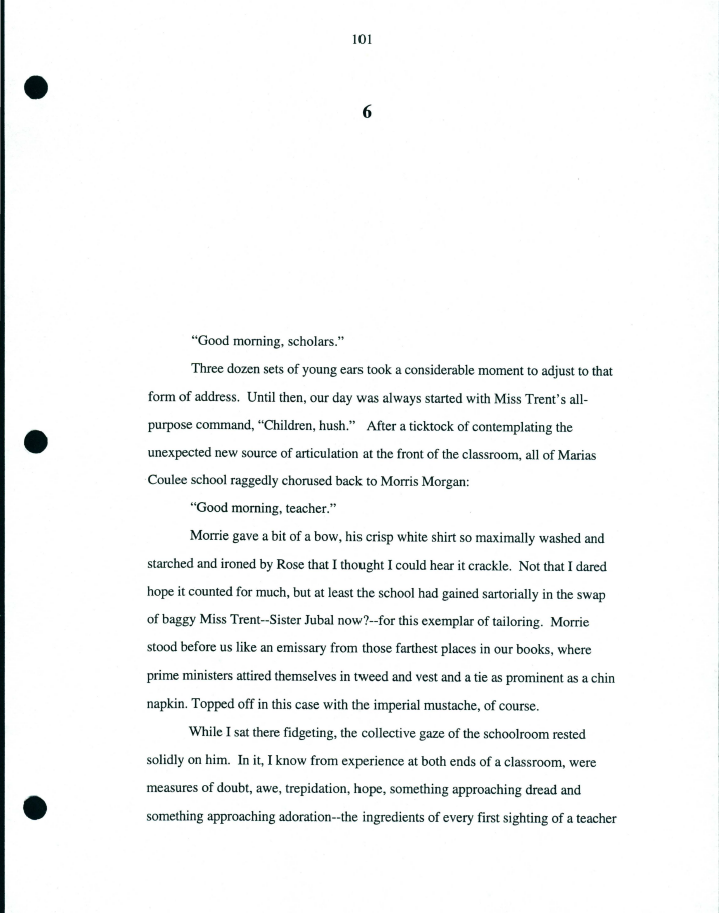 101
6
“Good morning, scholars.”
Three dozen sets of young ears took a considerable moment to adjust to that
form of address.  Until then, our day was always started with Miss Trent’s all-
purpose command, “Children, hush.”   After a ticktock of contemplating the
unexpected new source of articulation at the front of the classroom, all of Marias
Coulee school raggedly chorused back to Morris Morgan:
“Good morning, teacher.”
Morrie gave a bit of a bow, his crisp white shirt so maximally washed and
starched and ironed by Rose that I thought I could hear it crackle.  Not that I dared
hope it counted for much, but at least the school had gained sartorially in the swap
of baggy Miss Trent--Sister Jubal now?--for this exemplar of tailoring.  Morrie
stood before us like an emissary from those farthest places in our books, where
prime ministers attired themselves in tweed and vest and a tie as prominent as a chin
napkin. Topped off in this case with the imperial mustache, of course.
While I sat there fidgeting, the collective gaze of the schoolroom rested
solidly on him.  In it, I know from experience at both ends of a classroom, were
measures of doubt, awe, trepidation, hope, something approaching dread and
something approaching adoration--the ingredients of every first sighting of a teacher